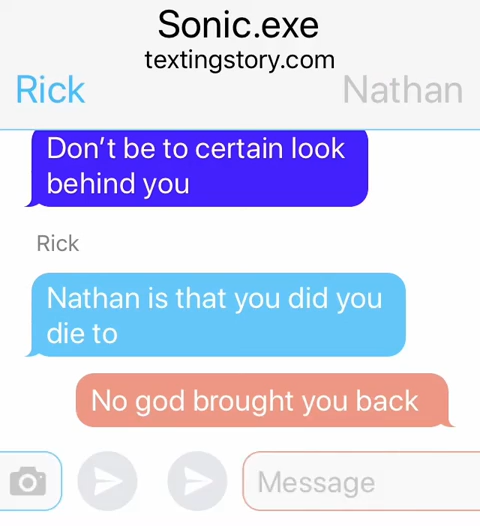 Sonic.exe
textingstory.com
Rick
Nathan
Don’t be to certain look
behind you
Rick
Nathan is that you did you
die to
No god brought you back
Message